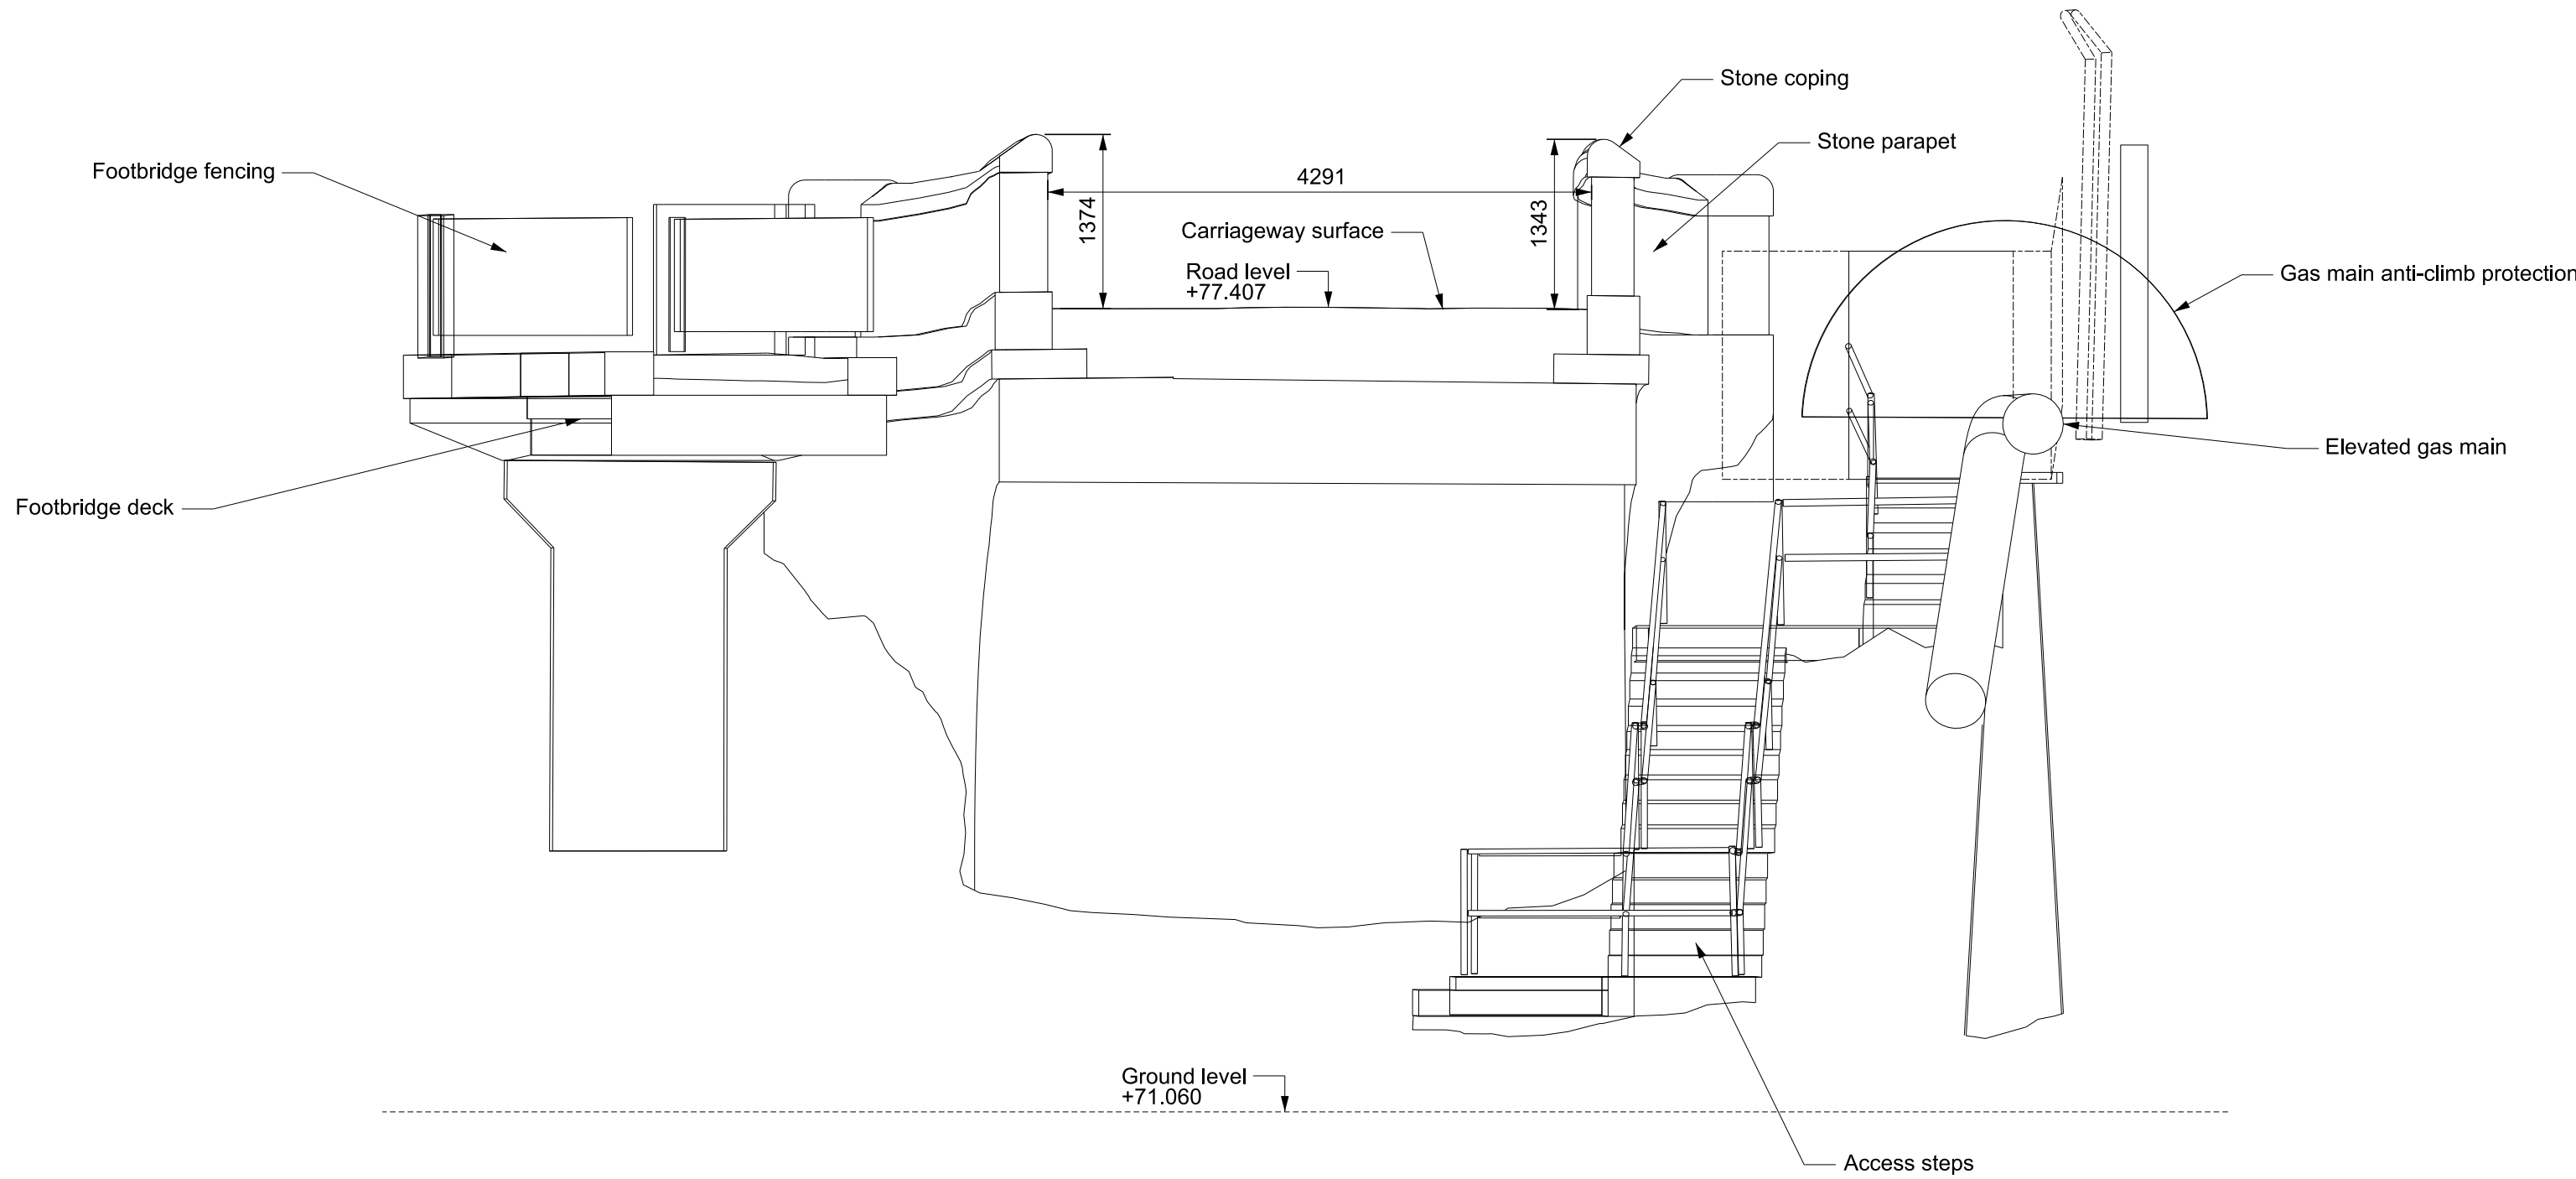 Stone coping
Stone parapet
Footbridge fencing
4291
1374
1343
Carriageway surface
Road level
+77.407
Gas main anti-climb protection
Elevated gas main
Footbridge deck
Ground level
+71.060
Access steps